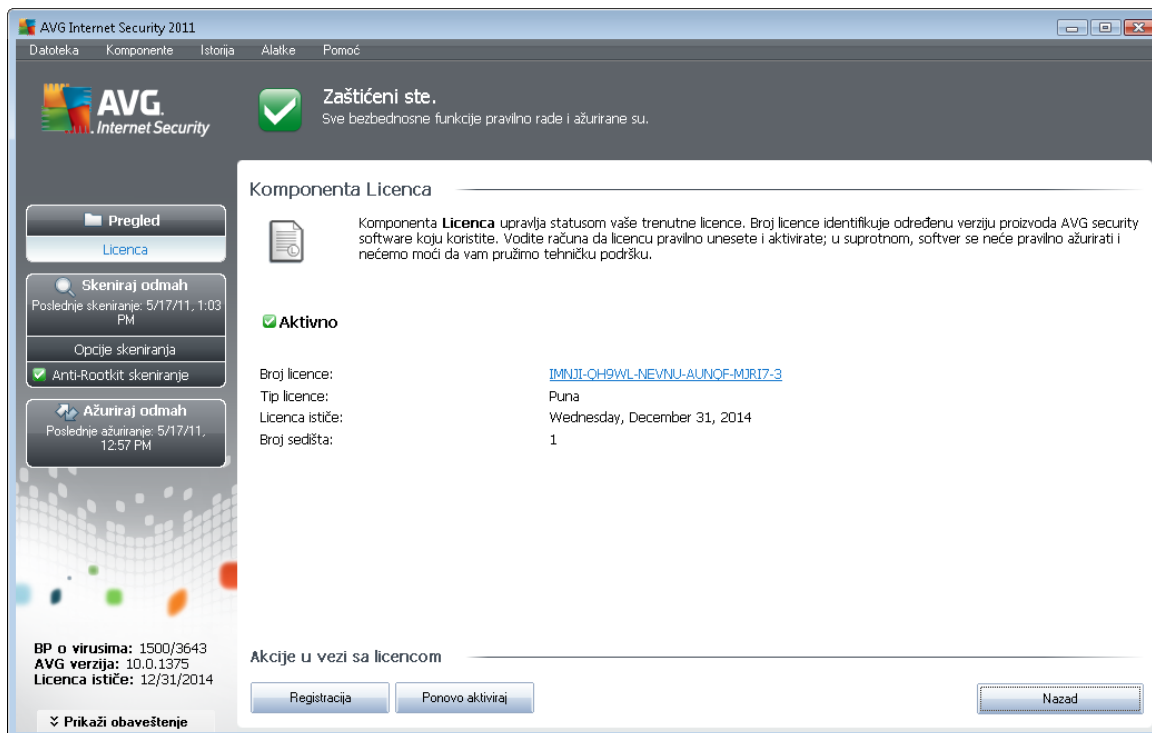 AVG Internet Security 2011
Datoteka Komponente Istorija Alatke Pomoć
AVG.
Internet Security
Zaštićeni ste.
Sve bezbednosne funkcije pravilno rade i ažurirane su.
Pregled
Licenca
Skeniraj odmah
Poslednje skeniranje: 5/17/11, 1:03
PM
Opcije skeniranja
Anti-Rootkit skeniranje
Ažuriraj odmah
Poslednje ažuriranje: 5/17/11,
12:57 PM
BP o virusima: 1500/3643
AVG verzija: 10.0.1375
Licenca ističe: 12/31/2014
Prikaži obaveštenje
Komponenta Licenca
Komponenta Licenca upravlja statusom vaše trenutne licence. Broj licence identifikuje određenu verziju proizvoda AVG security
software koju koristite. Vodite računa da licencu pravilno unesete i aktivirate; u suprotnom, softver se neće pravilno ažurirati i
nećemo moći da vam pružimo tehničku podršku.
Aktivno
Broj licence: IMNJI-QH9WL-NEVNU-AUNQF-MJRI7-3
Tip licence: Puna
Licenca ističe: Wednesday, December 31, 2014
Broj sedišta: 1
Akcije u vezi sa licencom
Registracija Ponovo aktiviraj Nazad